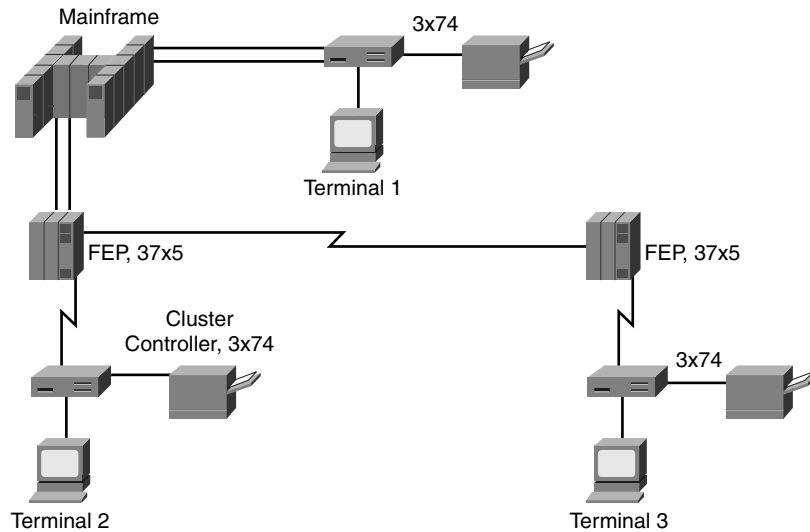 Mainframe
3x74
Terminal 1
FEP, 37x5
FEP, 37x5
Cluster
Controller, 3x74
3x74
Terminal 2
Terminal 3